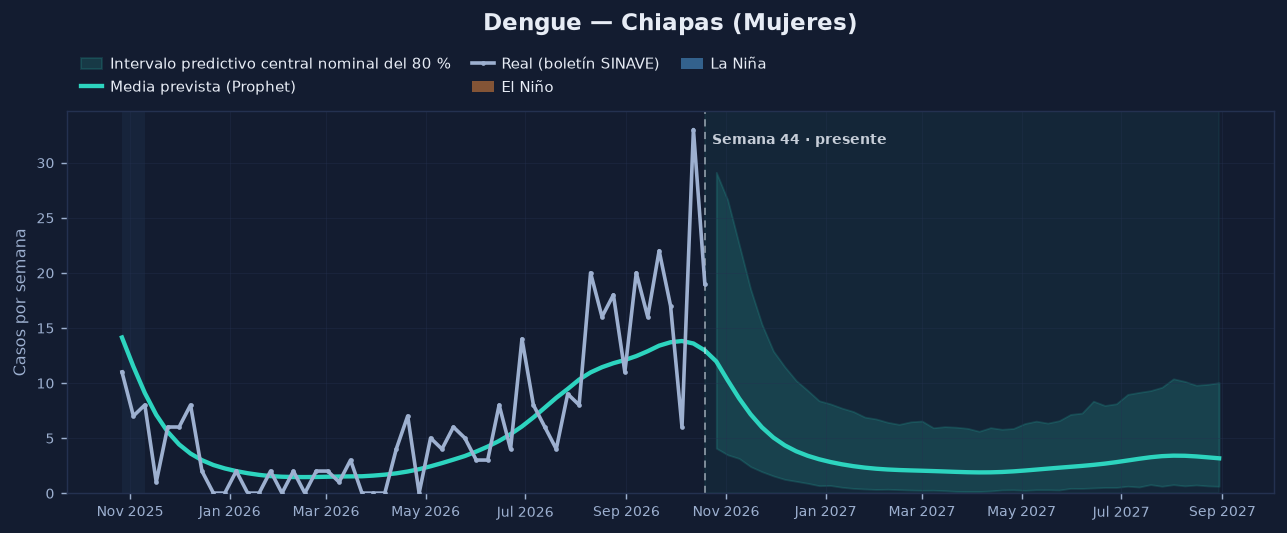 Dengue — Chiapas (Mujeres)
Intervalo predictivo central nominal del 80 %
Real (boletín SINAVE)
La Niña
Media prevista (Prophet)
El Niño
Semana 44 · presente
Casos por semana
30
25
20
15
10
5
0
Nov 2025
Jan 2026
Mar 2026
May 2026
Jul 2026
Sep 2026
Nov 2026
Jan 2027
Mar 2027
May 2027
Jul 2027
Sep 2027